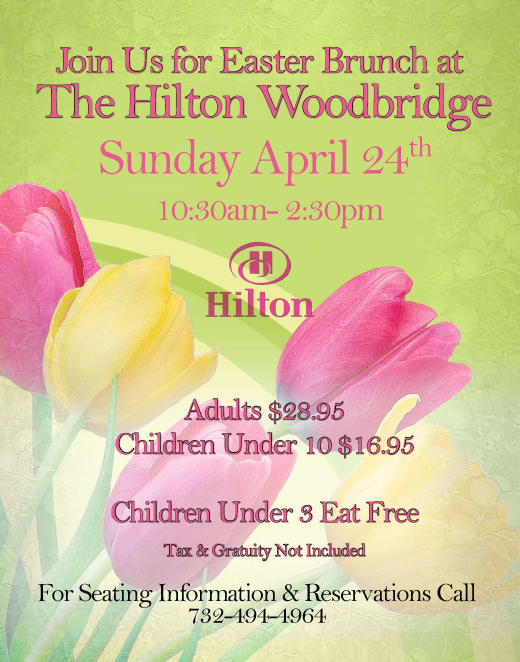 Join Us for Easter Brunch at
The Hilton Woodbridge
Sunday April 24th
10:30am- 2:30pm
H
Hilton
Adults $28.95
Children Under 10 $16.95
Children Under 3 Eat Free
Tax & Gratuity Not Included
For Seating Information & Reservations Call
732-494-4964